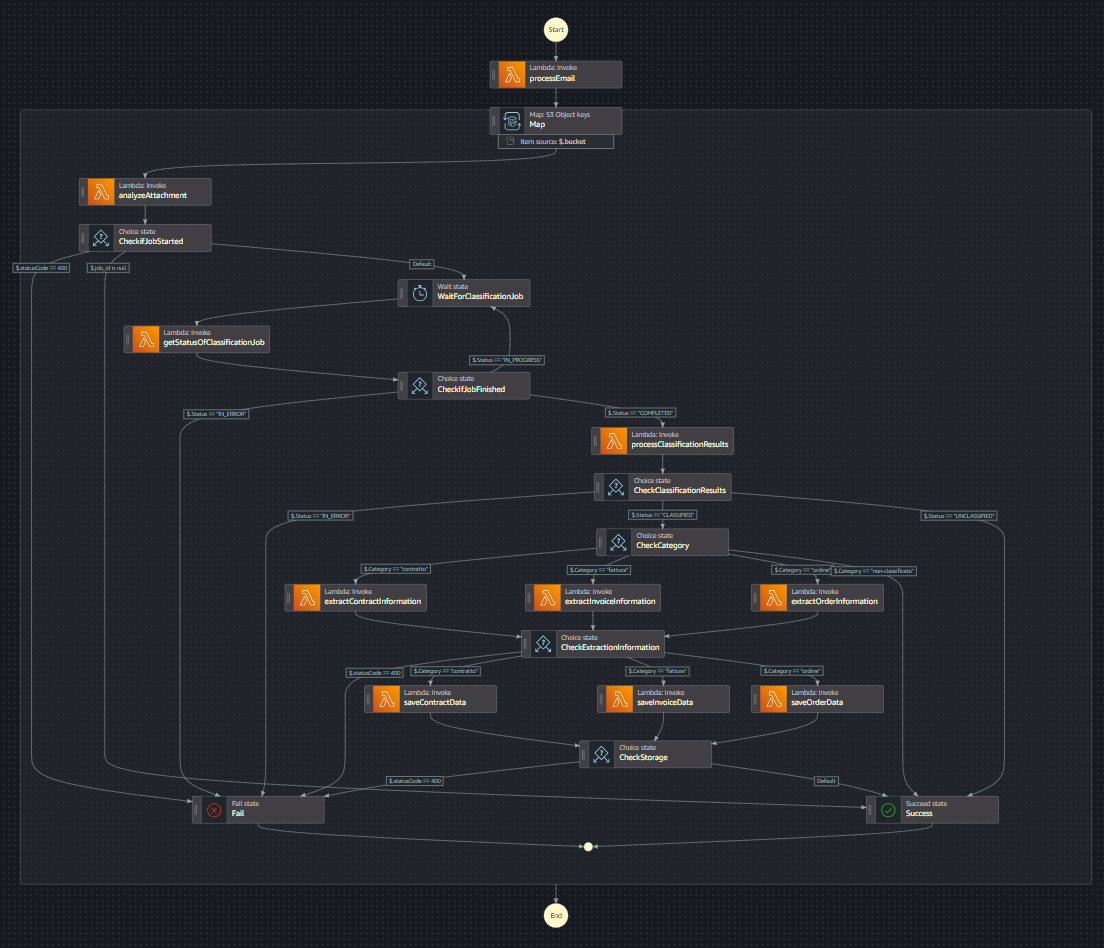 Start
Lambda: Invoke
processEmail
Map: S3 Object keys
Map
Item source: $.bucket
Lambda: Invoke
analyzeAttachment
Choice state
CheckifJobStarted
$.statusCode == 400
$.job_id is null
Default
Wait state
WaitForClassificationJob
Lambda: Invoke
getStatusOfClassificationJob
$.Status == "IN_PROGRESS"
Choice state
CheckIfJobFinished
$.Status == "IN_ERROR"
$.Status == "COMPLETED"
Lambda: Invoke
processClassificationResults
Choice state
CheckClassificationResults
$.Status == "IN_ERROR"
$.Status == "CLASSIFIED"
$.Status == "UNCLASSIFIED"
Choice state
CheckCategory
$.Category == "contratto"
$.Category == "fattura"
$.Category == "ordine"
$.Category == "non-classificato"
Lambda: Invoke
extractContractInformation
Lambda: Invoke
extractInvoiceInformation
Lambda: Invoke
extractOrderInformation
Choice state
CheckExtractionInformation
$.statusCode == 400
$.Category == "contratto"
$.Category == "fattura"
$.Category == "ordine"
Lambda: Invoke
saveContractData
Lambda: Invoke
saveInvoiceData
Lambda: Invoke
saveOrderData
Choice state
CheckStorage
$.statusCode == 400
Default
Fail state
Fail
Succeed state
Success
End